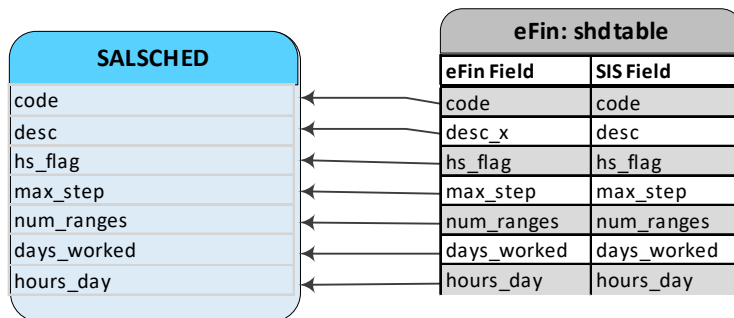 SALSCHED
code
desc
hs_flag
max_step
num_ranges
days_worked
hours_day
eFin: shdtable
eFin Field SIS Field
code code
desc_x desc
hs_flag hs_flag
max_step max_step
num_ranges num_ranges
days_worked days_worked
hours_day hours_day